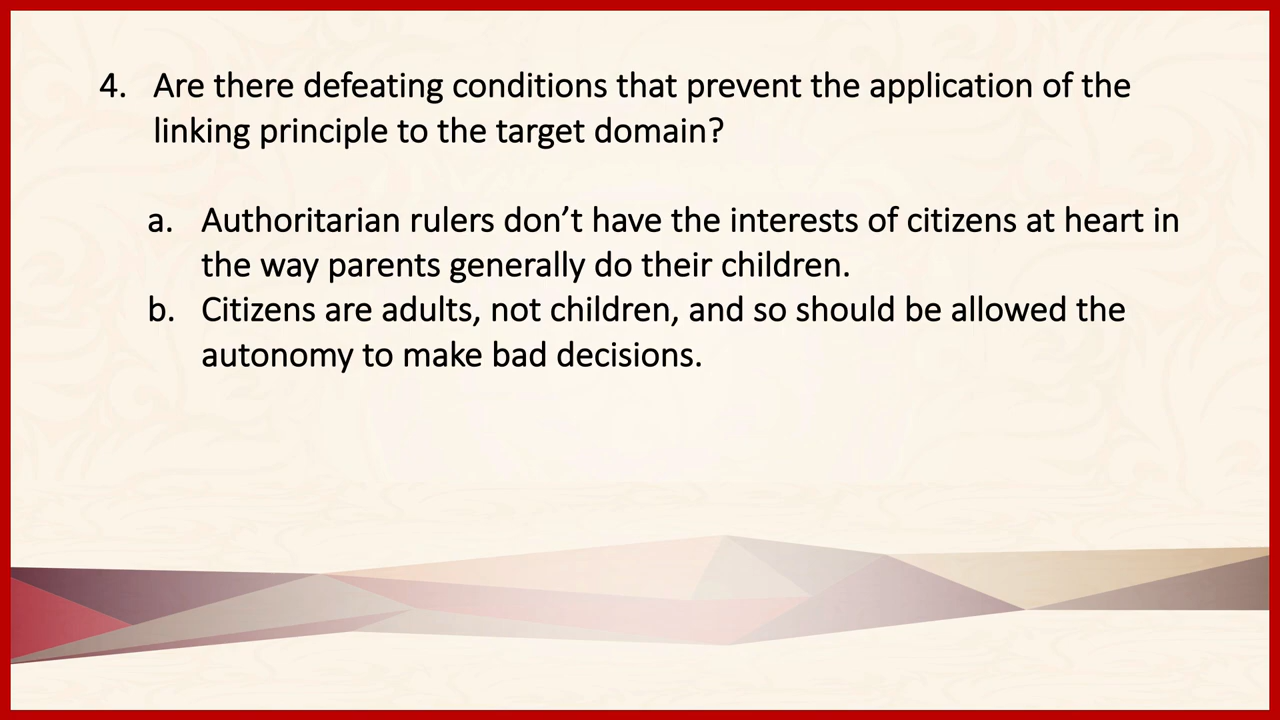 4. Are there defeating conditions that prevent the application of the
linking principle to the target domain?
a. Authoritarian rulers don’t have the interests of citizens at heart in
the way parents generally do their children.
b. Citizens are adults, not children, and so should be allowed the
autonomy to make bad decisions.